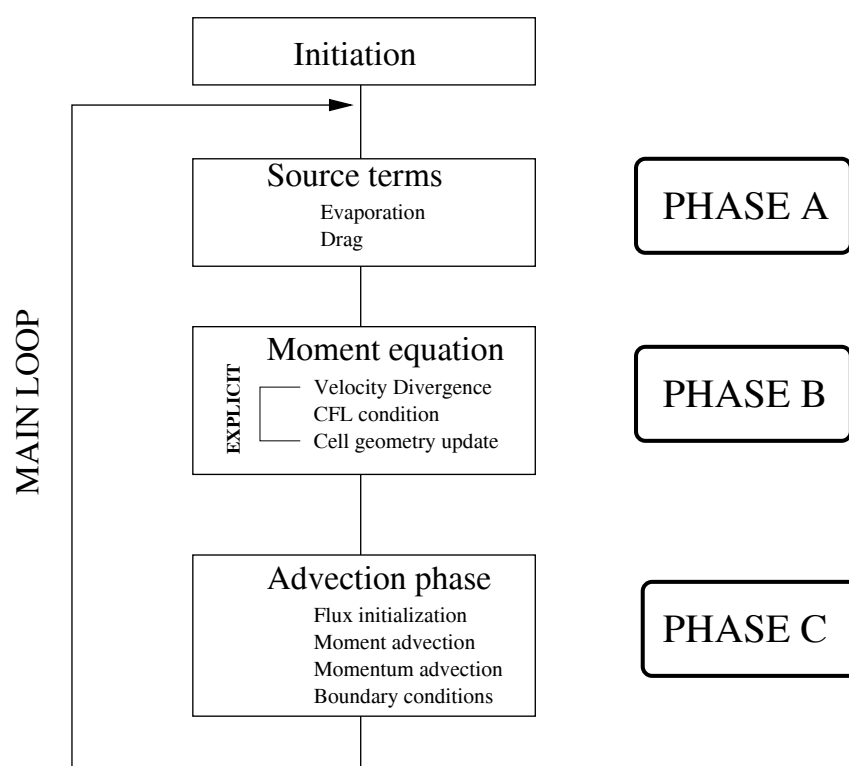 Initiation
Source terms
Evaporation
Drag
PHASE A
MAIN LOOP
Moment equation
EXPLICIT
Velocity Divergence
CFL condition
Cell geometry update
PHASE B
Advection phase
Flux initialization
Moment advection
Momentum advection
Boundary conditions
PHASE C